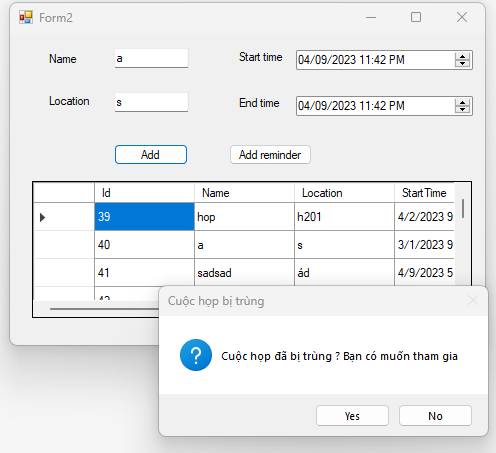 Form2
Name a Start time 04/09/2023 11:42 PM
Location s End time 04/09/2023 11:42 PM
Add Add reminder
Id Name Location StartTime
39 hop h201 4/2/2023 9
40 a s 3/1/2023 9
41 sadsad ád 4/9/2023 5
Cuộc họp bị trùng
Cuộc họp đã bị trùng ? Bạn có muốn tham gia
Yes No